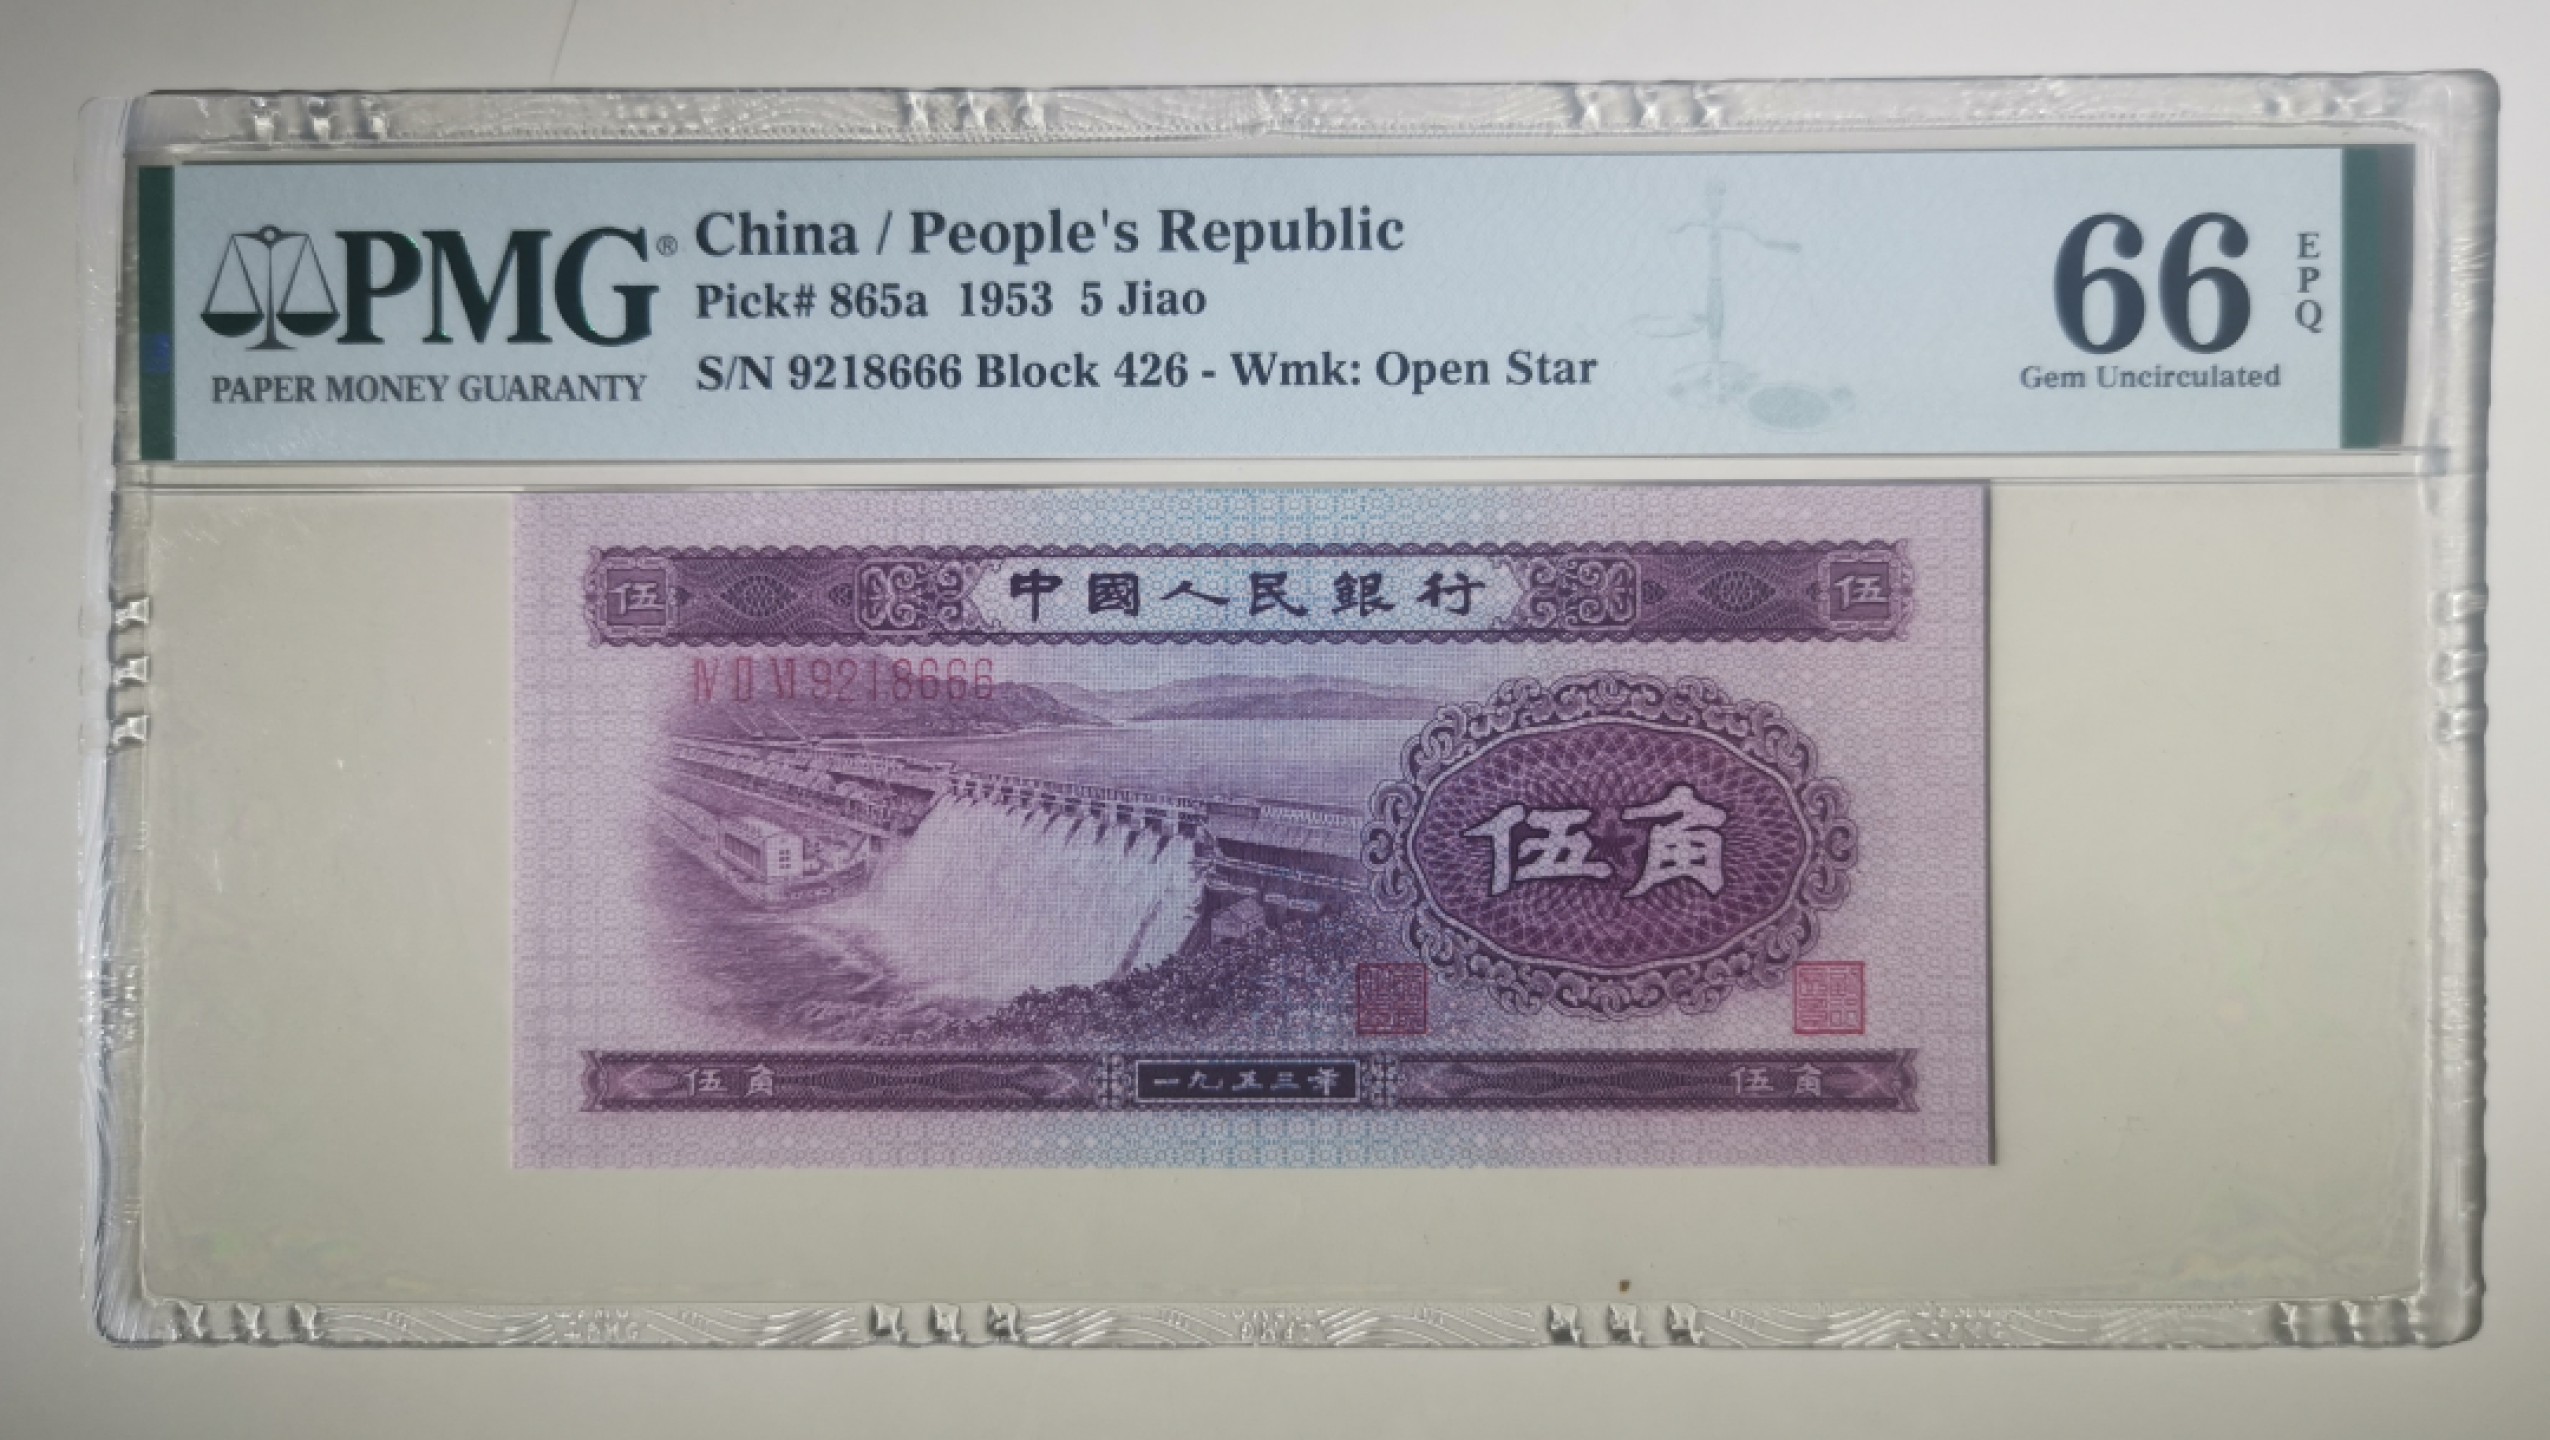 PMG®
PAPER MONEY GUARANTY
China / People's Republic
Pick# 865a 1953 5 Jiao
S/N 9218666 Block 426 - Wmk: Open Star
66
EPQ
Gem Uncirculated
伍
中國人民銀行
伍
Ⅳ Ⅱ Ⅵ 9218666
伍角
伍角
一九五三年
伍角